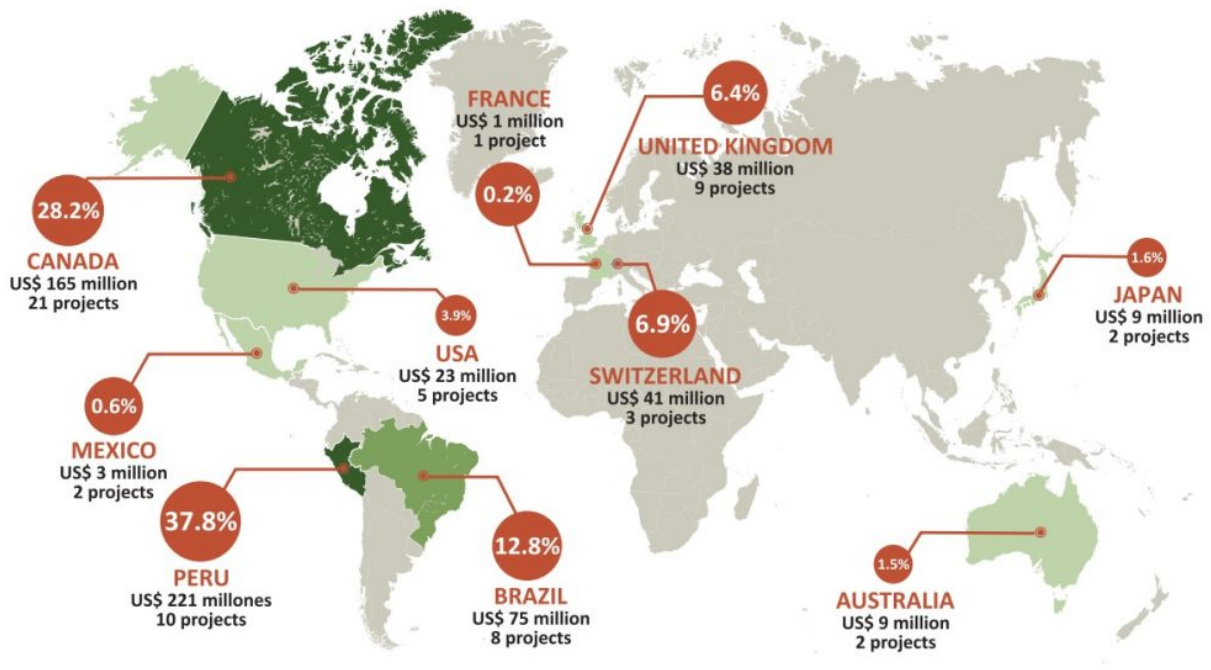 FRANCE
US$ 1 million
1 project
0.2%
6.4%
UNITED KINGDOM
US$ 38 million
9 projects
28.2%
CANADA
US$ 165 million
21 projects
3.9%
USA
US$ 23 million
5 projects
6.9%
SWITZERLAND
US$ 41 million
3 projects
1.6%
JAPAN
US$ 9 million
2 projects
0.6%
MEXICO
US$ 3 million
2 projects
37.8%
PERU
US$ 221 millones
10 projects
12.8%
BRAZIL
US$ 75 million
8 projects
1.5%
AUSTRALIA
US$ 9 million
2 projects